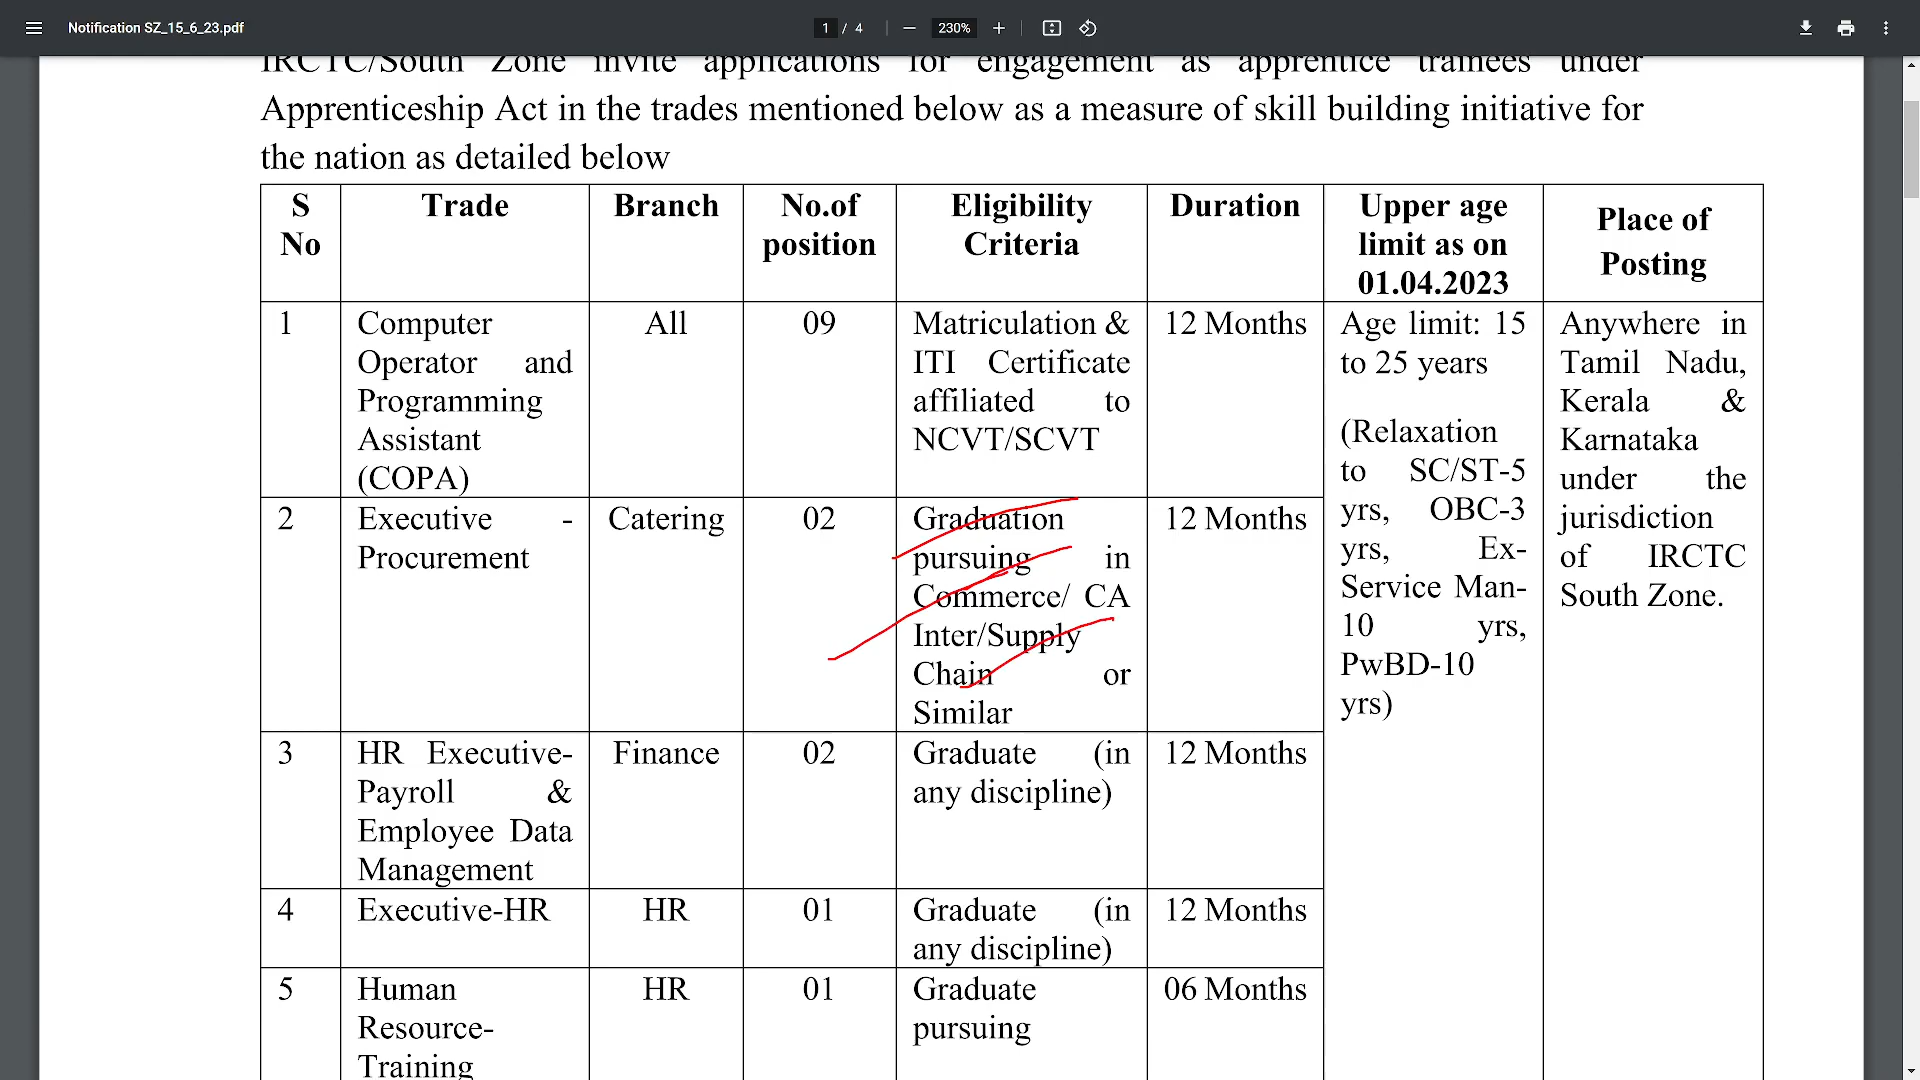 Notification SZ_15_6_23.pdf
1 / 4
230%
IRCTC/South Zone invite applications for engagement as apprentice trainees under
Apprenticeship Act in the trades mentioned below as a measure of skill building initiative for
the nation as detailed below
S No
Trade
Branch
No.of position
Eligibility Criteria
Duration
Upper age limit as on 01.04.2023
Place of Posting
1
Computer
Operator and
Programming
Assistant
(COPA)
All
09
Matriculation &
ITI Certificate
affiliated to
NCVT/SCVT
12 Months
Age limit: 15
to 25 years
(Relaxation
to SC/ST-5
yrs, OBC-3
yrs, Ex-
Service Man-
10 yrs,
PwBD-10
yrs)
Anywhere in
Tamil Nadu,
Kerala &
Karnataka
under the
jurisdiction
of IRCTC
South Zone.
2
Executive -
Procurement
Catering
02
Graduation
pursuing in
Commerce/ CA
Inter/Supply
Chain or
Similar
12 Months
3
HR Executive-
Payroll &
Employee Data
Management
Finance
02
Graduate (in
any discipline)
12 Months
4
Executive-HR
HR
01
Graduate (in
any discipline)
12 Months
5
Human
Resource-
Training
HR
01
Graduate
pursuing
06 Months